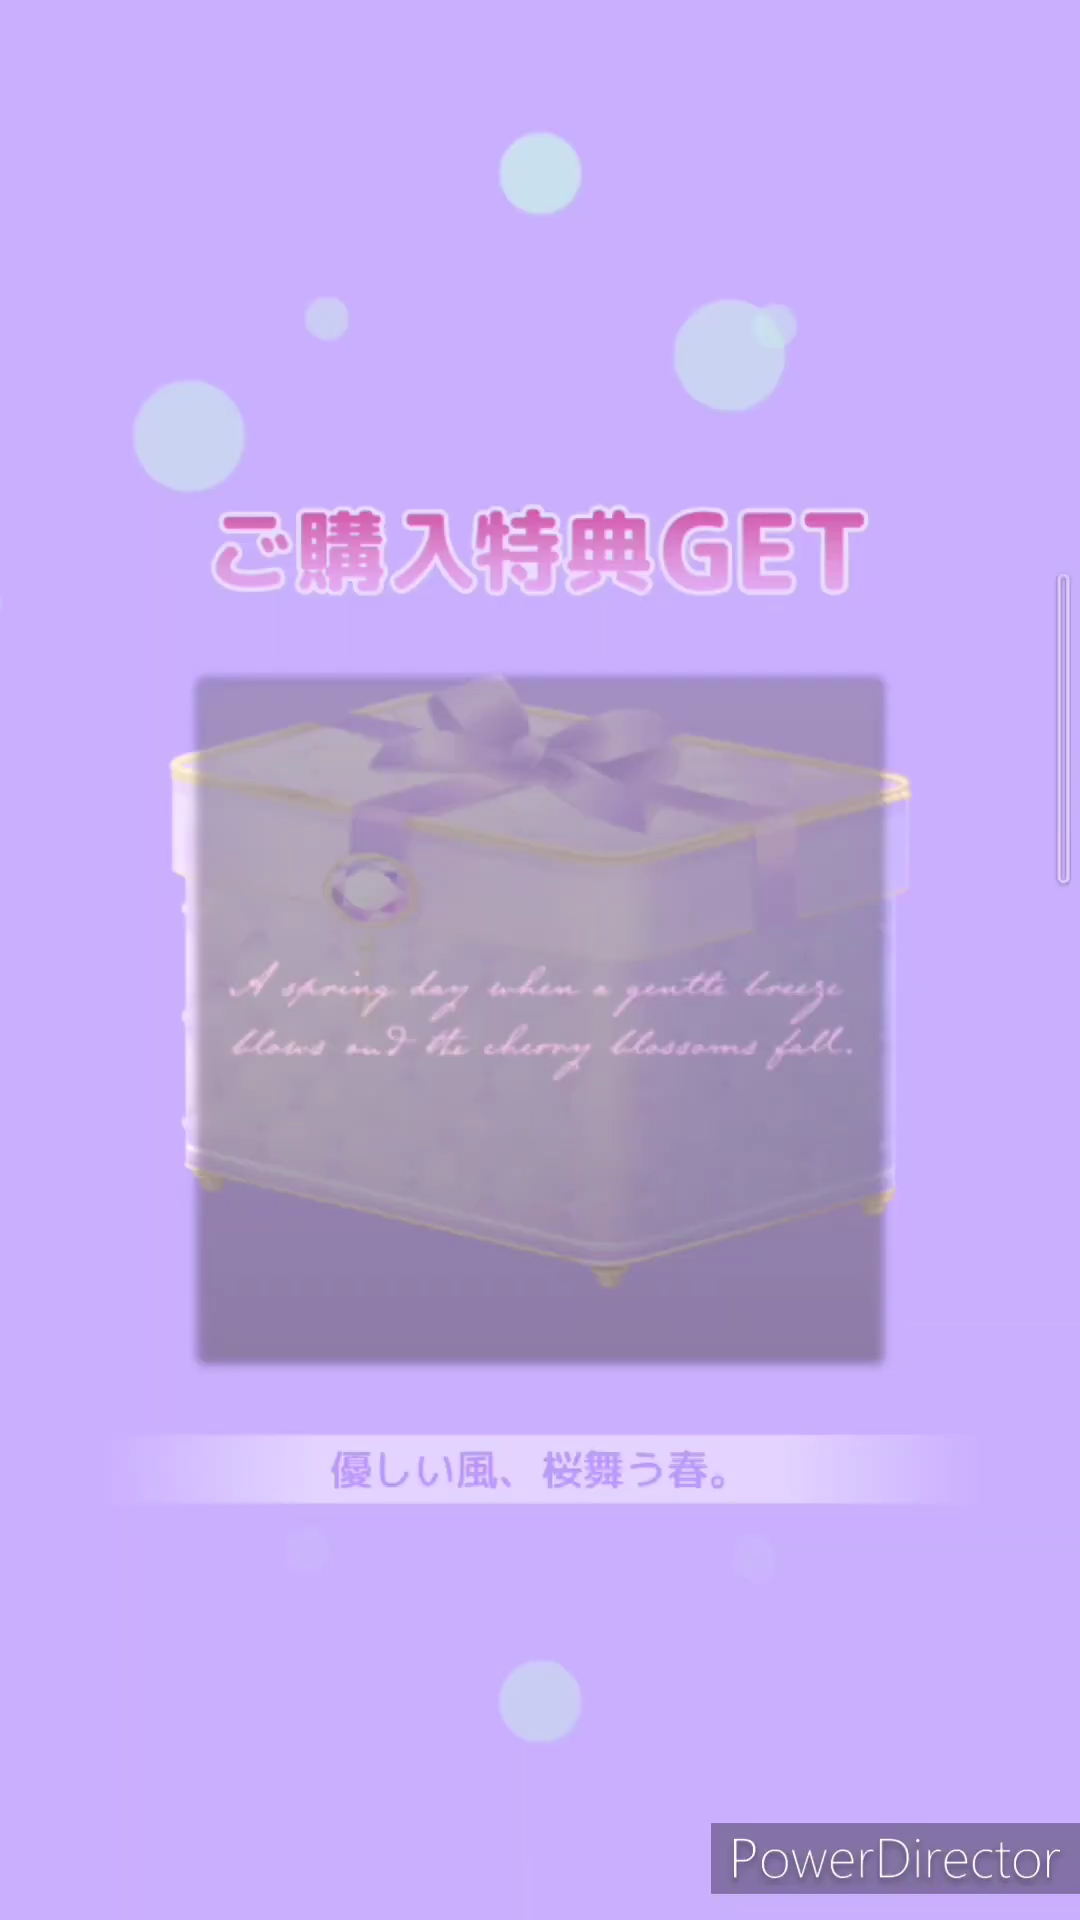 ご購入特典GET
A spring day when a gentle breeze
blows and the cherry blossoms fall.
優しい風、桜舞う春。
PowerDirector